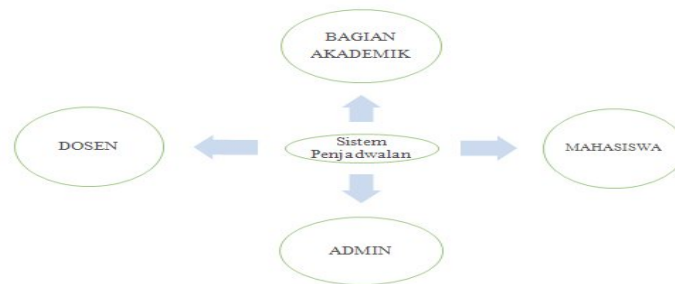 BAGIAN
AKADEMIK
DOSEN
Sistem
Penjadwalan
MAHASISWA
ADMIN